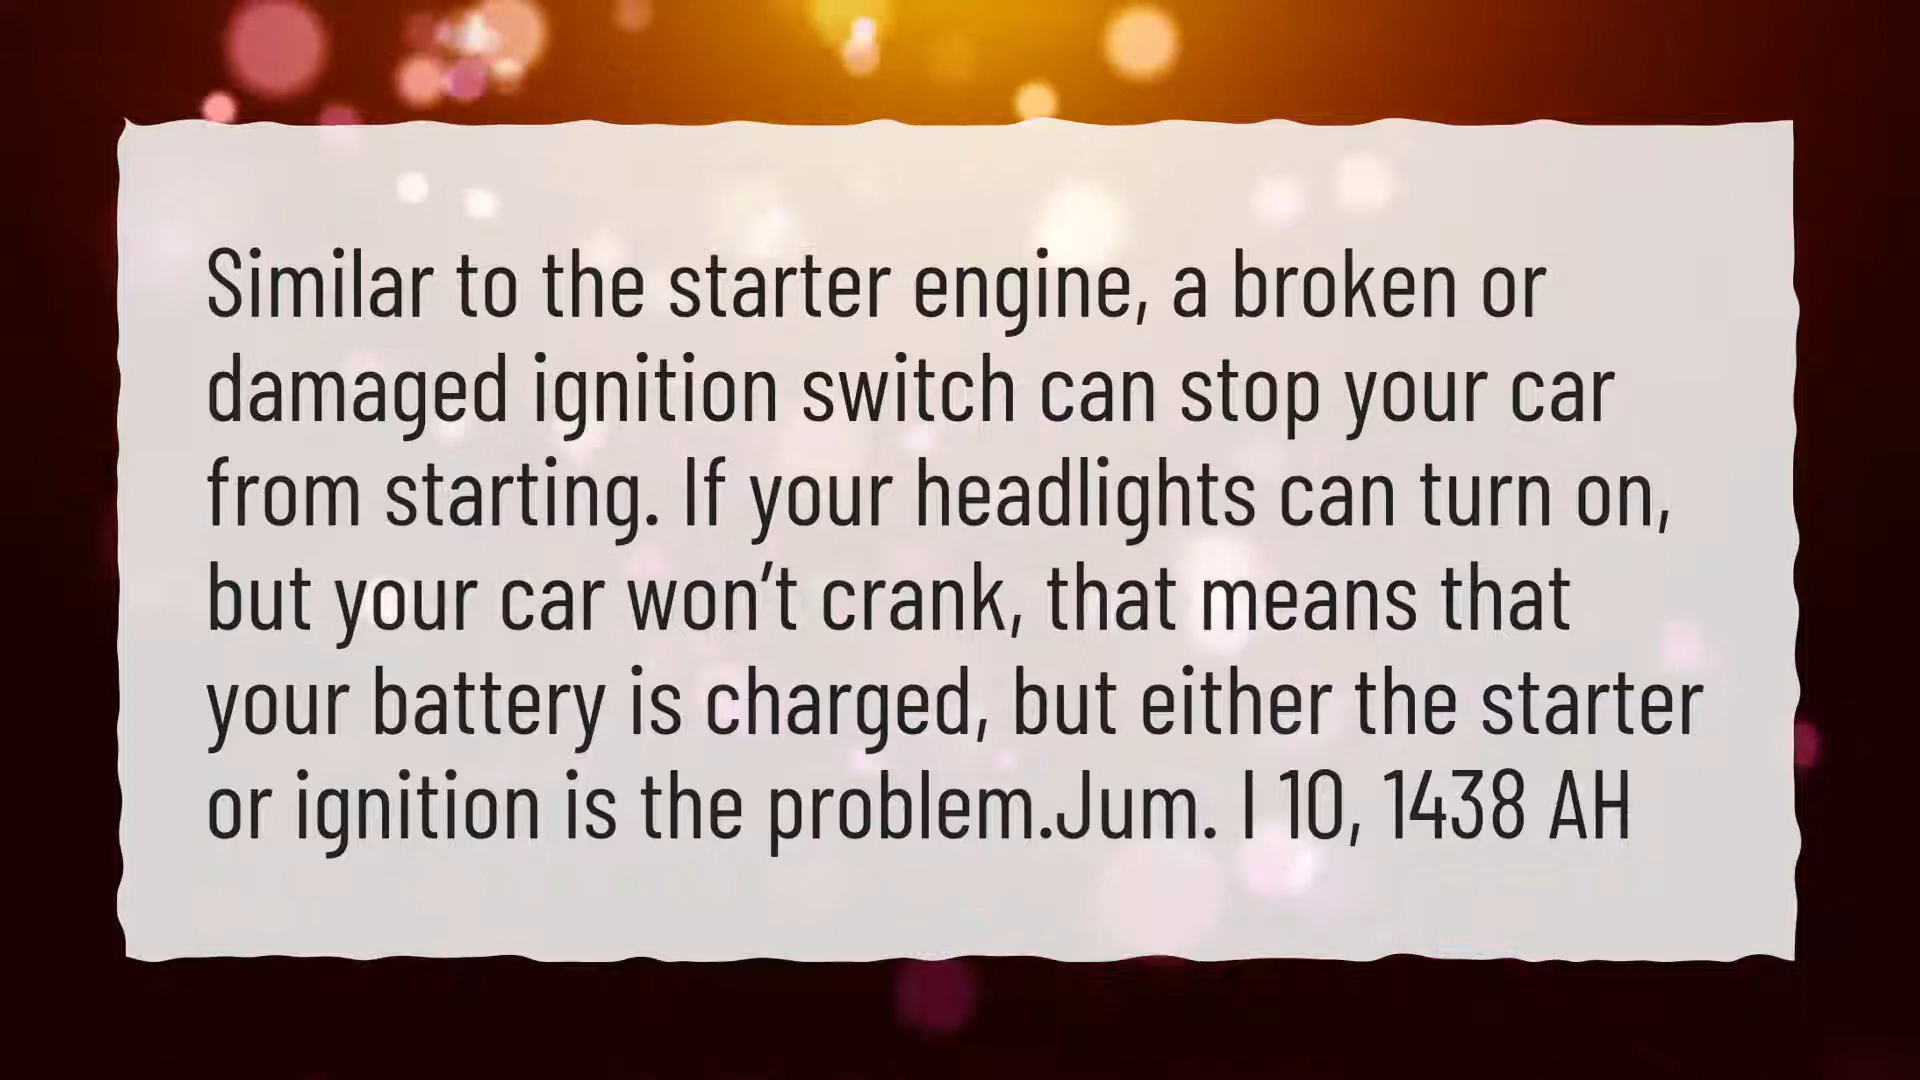 Similar to the starter engine, a broken or
damaged ignition switch can stop your car
from starting. If your headlights can turn on,
but your car won’t crank, that means that
your battery is charged, but either the starter
or ignition is the problem.Jum. I 10, 1438 AH